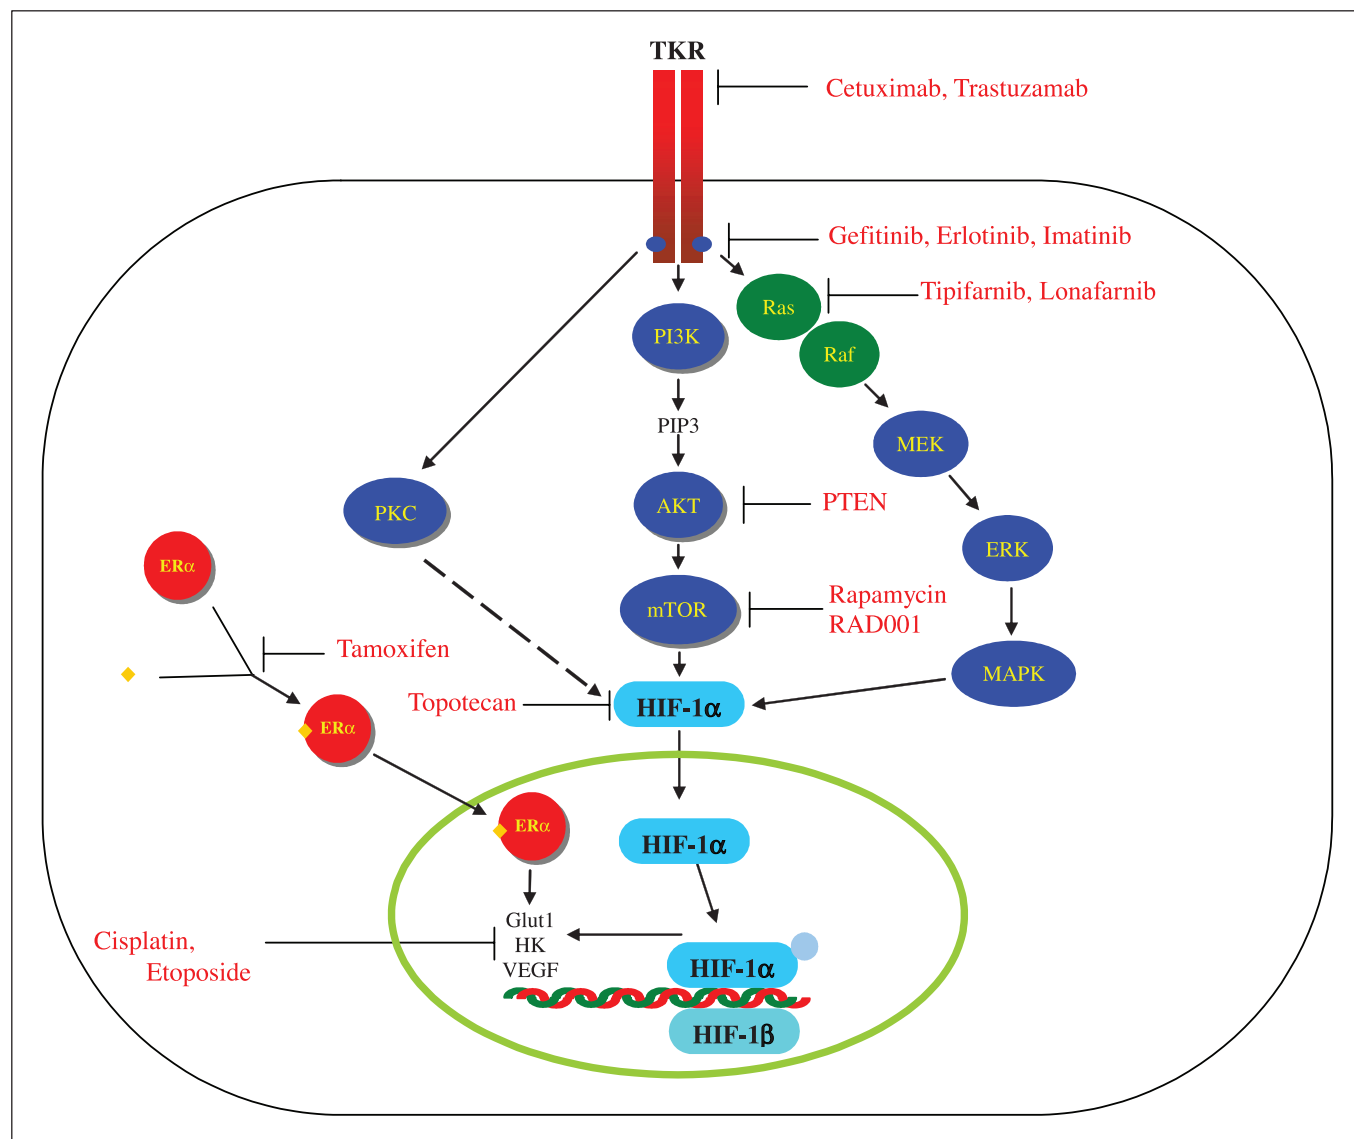 TKR
Cetuximab, Trastuzamab
Gefitinib, Erlotinib, Imatinib
Tipifarnib, Lonafarnib
Ras
PI3K
Raf
PIP3
MEK
AKT
PTEN
PKC
ERK
ERα
mTOR
Rapamycin
RAD001
Tamoxifen
MAPK
Topotecan
HIF-1α
ERα
ERα
HIF-1α
Glut1
HK
VEGF
Cisplatin,
Etoposide
HIF-1α
HIF-1β